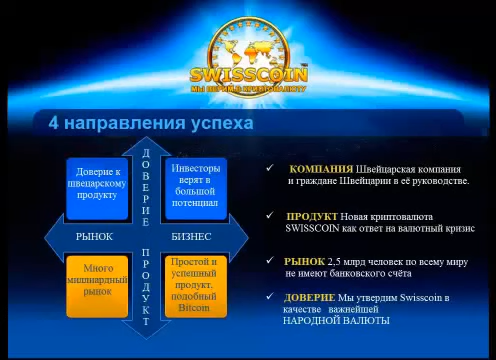 SWISSCOIN
МЫ ВЕРИМ В КРИПТОВАЛЮТУ
4 направления успеха
ДОВЕРИЕ
Доверие к
швецарскому
продукту
Инвесторы
верят в
большой
потенциал
РЫНОК
БИЗНЕС
Много
миллиардный
рынок
Простой и
успешный
продукт,
подобный
Bitcom
ПРОДУКТ
✓ КОМПАНИЯ Швейцарская компания
и граждане Швейцарии в её руководстве.
✓ ПРОДУКТ Новая криптовалюта
SWISSCOIN как ответ на валютный кризис
✓ РЫНОК 2,5 млрд человек по всему миру
не имеют банковского счёта
✓ ДОВЕРИЕ Мы утвердим Swisscoin в
качестве важнейшей
НАРОДНОЙ ВАЛЮТЫ